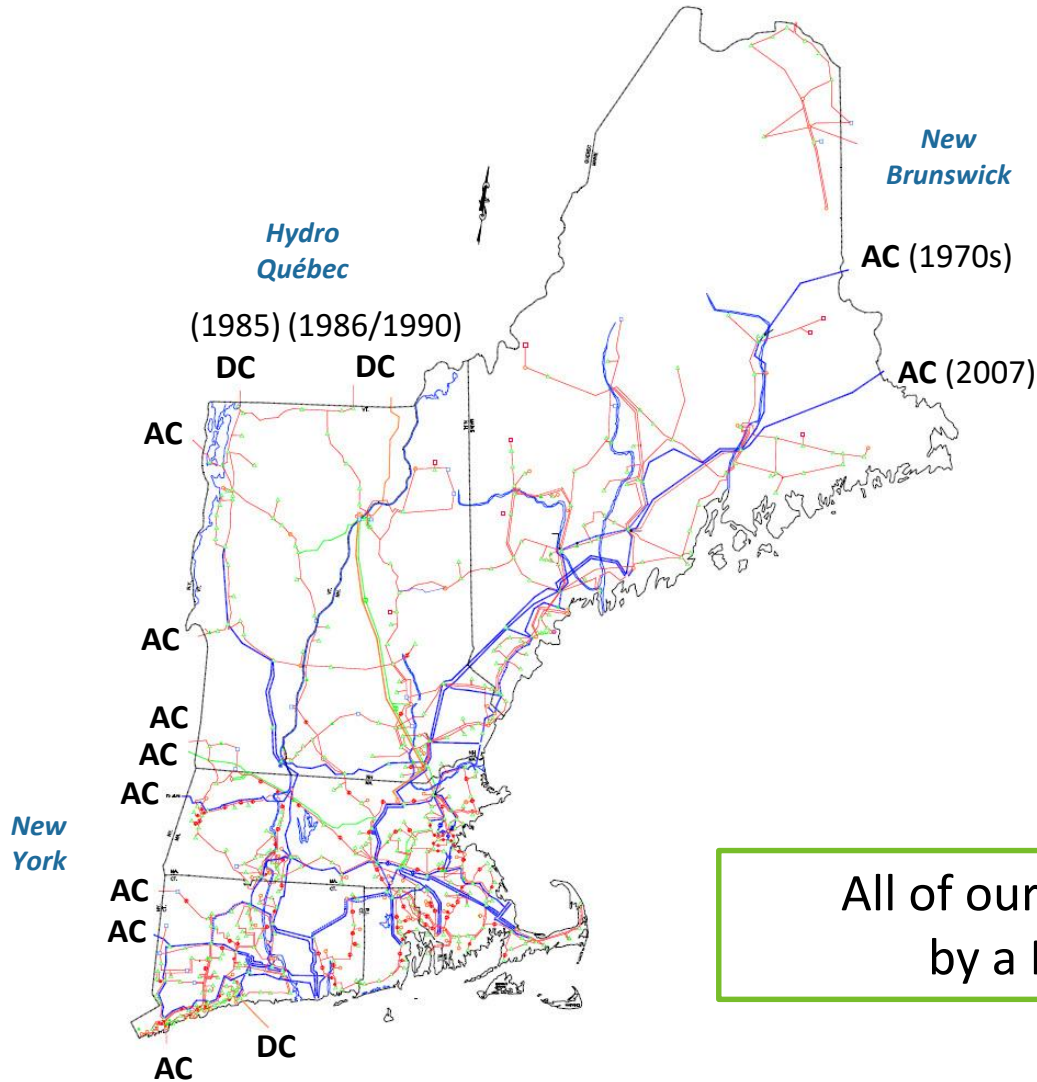 New
Brunswick
Hydro
Québec
AC (1970s)
(1985) (1986/1990)
DC DC
AC (2007)
AC
AC
AC
AC
AC
New
York
AC
AC
All of our
by a
DC
AC